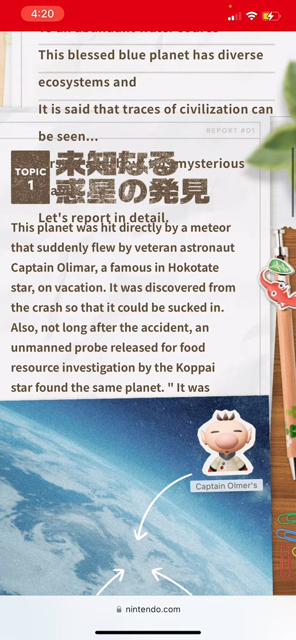 4:20
This blessed blue planet has diverse
ecosystems and
It is said that traces of civilization can
be seen...
REPORT #01
mysterious
TOPIC
1
未知なる
惑星の発見
Let's report in detail.
This planet was hit directly by a meteor
that suddenly flew by veteran astronaut
Captain Olimar, a famous in Hokotate
star, on vacation. It was discovered from
the crash so that it could be sucked in.
Also, not long after the accident, an
unmanned probe released for food
resource investigation by the Koppai
star found the same planet. " It was
Captain Olmer's
nintendo.com